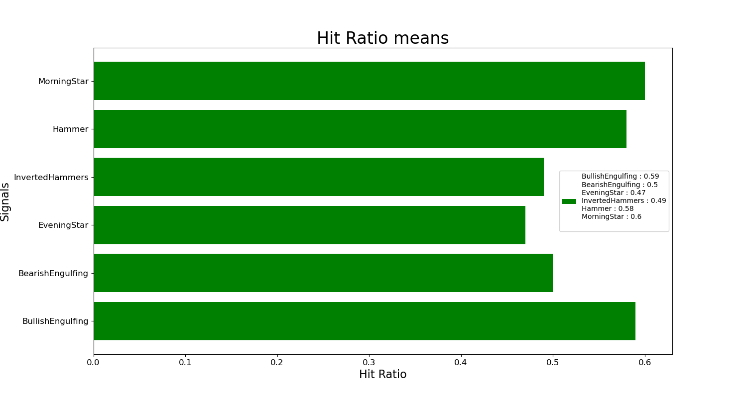 Hit Ratio means
MorningStar
Hammer
InvertedHammers
EveningStar
BearishEngulfing
BullishEngulfing
Signals
BullishEngulfing : 0.59
BearishEngulfing : 0.5
EveningStar : 0.47
InvertedHammers : 0.49
Hammer : 0.58
MorningStar : 0.6
0.0 0.1 0.2 0.3 0.4 0.5 0.6
Hit Ratio